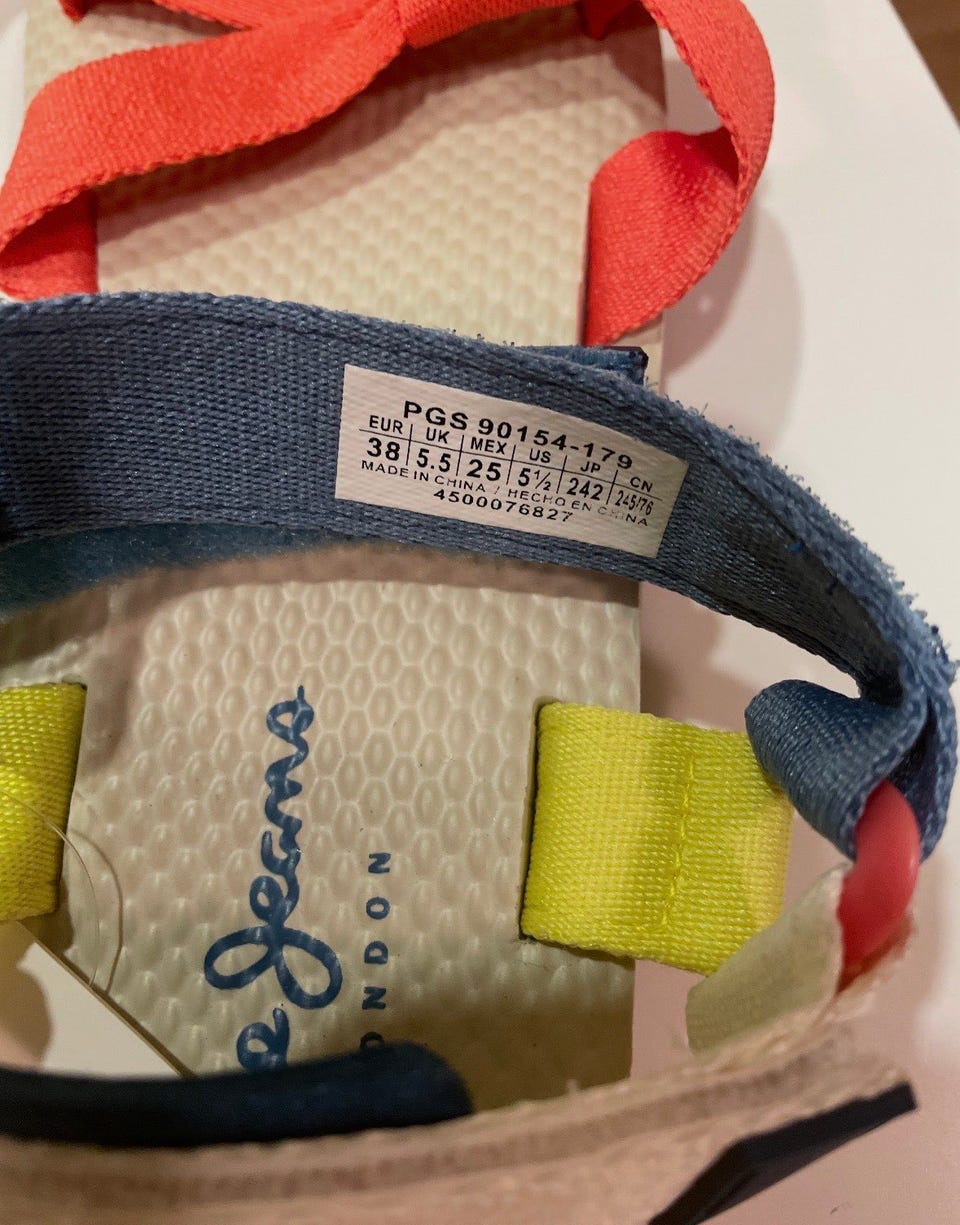 PGS 90154-179
EUR UK MEX US JP CN
38 5.5 25 5½ 242 245/76
MADE IN CHINA / HECHO EN CHINA
4500076827
e Jeans
ONDON